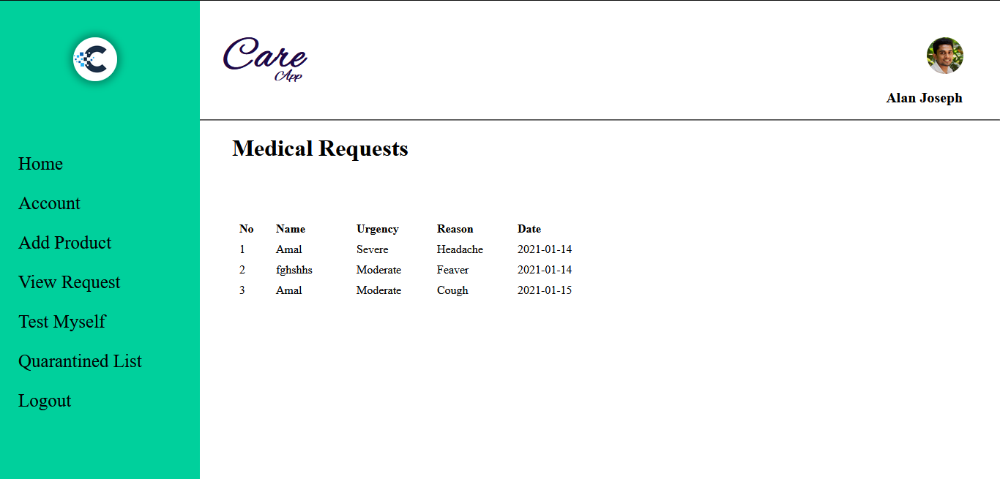 Care
App
Alan Joseph
Home
Account
Add Product
View Request
Test Myself
Quarantined List
Logout
Medical Requests
No Name Urgency Reason Date
1 Amal Severe Headache 2021-01-14
2 fghshhs Moderate Feaver 2021-01-14
3 Amal Moderate Cough 2021-01-15